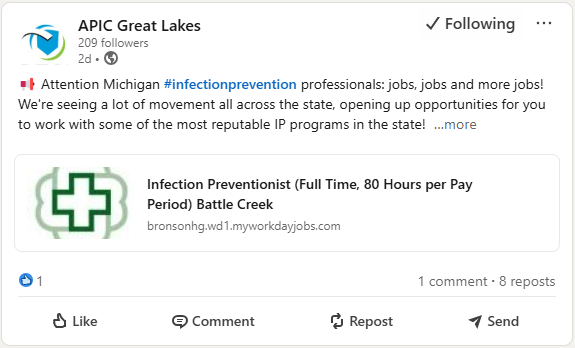 APIC Great Lakes
Following
209 followers
2d •
Attention Michigan #infectionprevention professionals: jobs, jobs and more jobs!
We're seeing a lot of movement all across the state, opening up opportunities for you
to work with some of the most reputable IP programs in the state! ...more
Infection Preventionist (Full Time, 80 Hours per Pay
Period) Battle Creek
bronsonhg.wd1.myworkdayjobs.com
1
1 comment · 8 reposts
Like
Comment
Repost
Send